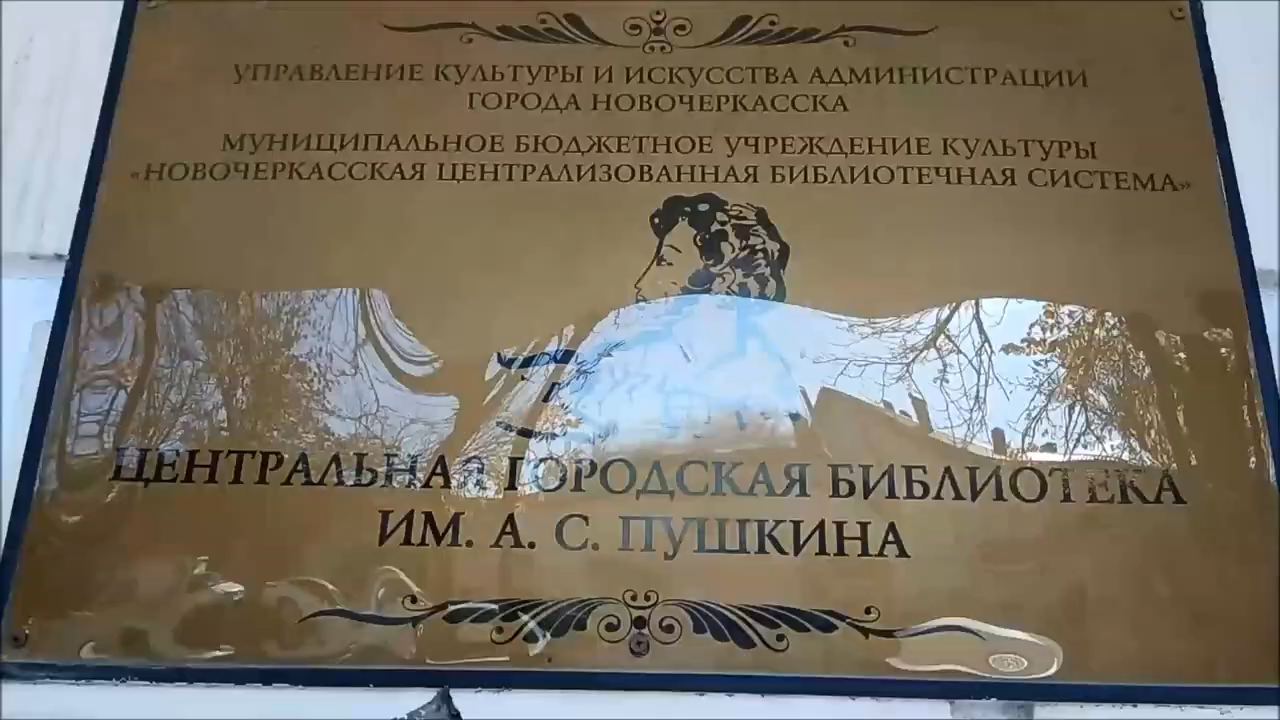 УПРАВЛЕНИЕ КУЛЬТУРЫ И ИСКУССТВА АДМИНИСТРАЦИИ
ГОРОДА НОВОЧЕРКАССКА
МУНИЦИПАЛЬНОЕ БЮДЖЕТНОЕ УЧРЕЖДЕНИЕ КУЛЬТУРЫ
«НОВОЧЕРКАССКАЯ ЦЕНТРАЛИЗОВАННАЯ БИБЛИОТЕЧНАЯ СИСТЕМА»
ЦЕНТРАЛЬНАЯ ГОРОДСКАЯ БИБЛИОТЕКА
ИМ. А. С. ПУШКИНА